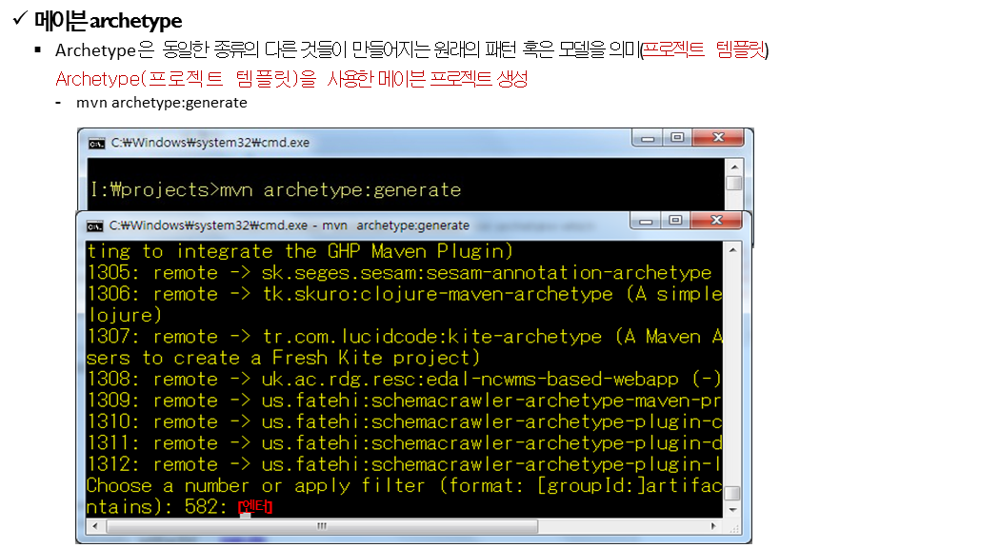 ✓ 메이븐 archetype
▪ Archetype은 동일한 종류의 다른 것들이 만들어지는 원래의 패턴 혹은 모델을 의미(프로젝트 템플릿)
Archetype(프로젝트 템플릿)을 사용한 메이븐 프로젝트 생성
- mvn archetype:generate
C:₩Windows₩system32₩cmd.exe
I:₩projects>mvn archetype:generate
C:₩Windows₩system32₩cmd.exe - mvn archetype:generate
ting to integrate the GHP Maven Plugin)
1305: remote -> sk.seges.sesam:sesam-annotation-archetype
1306: remote -> tk.skuro:clojure-maven-archetype (A simple
lojure)
1307: remote -> tr.com.lucidcode:kite-archetype (A Maven A
sers to create a Fresh Kite project)
1308: remote -> uk.ac.rdg.resc:edal-ncwms-based-webapp (-)
1309: remote -> us.fatehi:schemacrawler-archetype-maven-pr
1310: remote -> us.fatehi:schemacrawler-archetype-plugin-c
1311: remote -> us.fatehi:schemacrawler-archetype-plugin-d
1312: remote -> us.fatehi:schemacrawler-archetype-plugin-l
Choose a number or apply filter (format: [groupId:]artifac
ntains): 582: [엔터]